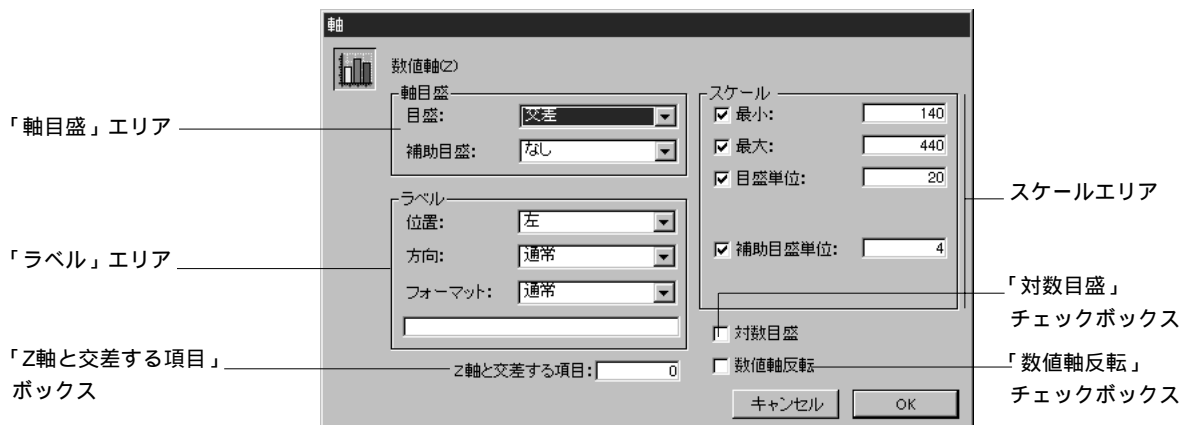 軸
数値軸(Z)
軸目盛
目盛: 交差
補助目盛: なし
ラベル
位置: 左
方向: 通常
フォーマット: 通常
Z軸と交差する項目: 0
スケール
最小: 140
最大: 440
目盛単位: 20
補助目盛単位: 4
対数目盛
数値軸反転
キャンセル OK
「軸目盛」エリア
「ラベル」エリア
「Z軸と交差する項目」
ボックス
スケールエリア
「対数目盛」
チェックボックス
「数値軸反転」
チェックボックス